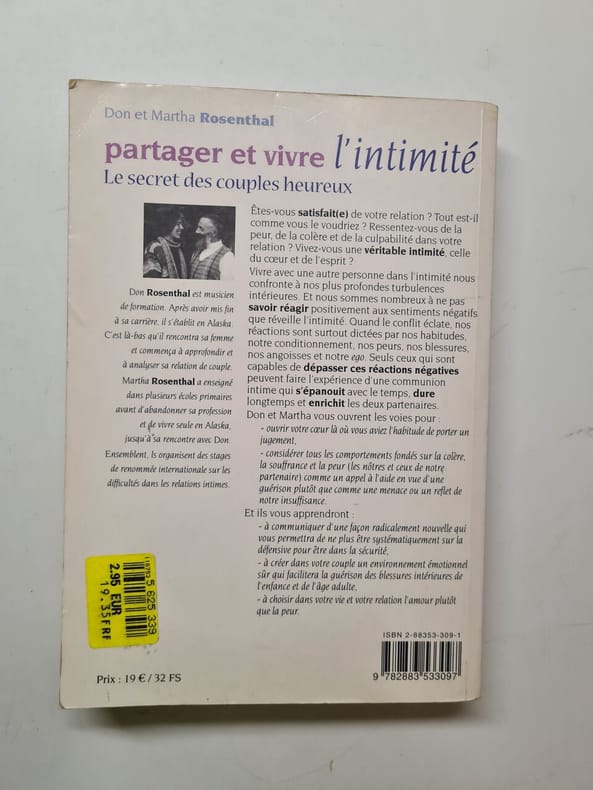 Don et Martha Rosenthal
partager et vivre l'intimité
Le secret des couples heureux
Don Rosenthal est musicien
de formation. Après avoir mis fin
à sa carrière, il s'établit en Alaska.
C'est là-bas qu'il rencontra sa femme
et commença à approfondir et
à analyser sa relation de couple.
Martha Rosenthal a enseigné
dans plusieurs écoles primaires
avant d'abandonner sa profession
et de vivre seule en Alaska,
jusqu'à sa rencontre avec Don.
Ensemblent, ls organisent des stages
de renommée internationale sur les
difficultés dans les relations intimes.
Êtes-vous satisfait(e) de votre relation ? Tout est-il
comme vous le voudriez ? Ressentez-vous de la
peur, de la colère et de la culpabilité dans votre
relation ? Vivez-vous une véritable intimité, celle
du cœur et de l'esprit ?
Vivre avec une autre personne dans l'intimité nous
confronte à nos plus profondes turbulences
intérieures. Et nous sommes nombreux à ne pas
savoir réagir positivement aux sentiments négatifs
que réveille l'intimité. Quand le conflit éclate, nos
réactions sont surtout dictées par nos habitudes,
notre conditionnement, nos peurs, nos blessures,
nos angoisses et notre ego. Seuls ceux qui sont
capables de dépasser ces réactions négatives
peuvent faire l'expérience d'une communion
intime qui s'épanouit avec le temps, dure
longtemps et enrichit les deux partenaires.
Don et Martha vous ouvrent les voies pour :
- ouvrir votre cœur là où vous aviez l'habitude de porter un
jugement,
- considérer tous les comportements fondés sur la colère,
la souffrance et la peur (les nôtres et ceux de notre
partenaire) comme un appel à l'aide en vue d'une
guérison plutôt que comme une menace ou un reflet de
notre insuffisance.
Et ils vous apprendront :
- à communiquer d'une façon radicalement nouvelle qui
vous permettra de ne plus être systématiquement sur la
défensive pour être dans la sécurité,
- à créer dans votre couple un environnement émotionnel
sûr qui facilitera la guérison des blessures intérieures de
l'enfance et de l'âge adulte,
- à choisir dans votre vie et votre relation l'amour plutôt
que la peur.
5 625 339
2.95 EUR
19.35FRF
Prix : 19 € / 32 FS
ISBN 2-88353-309-1
9 782883 533097